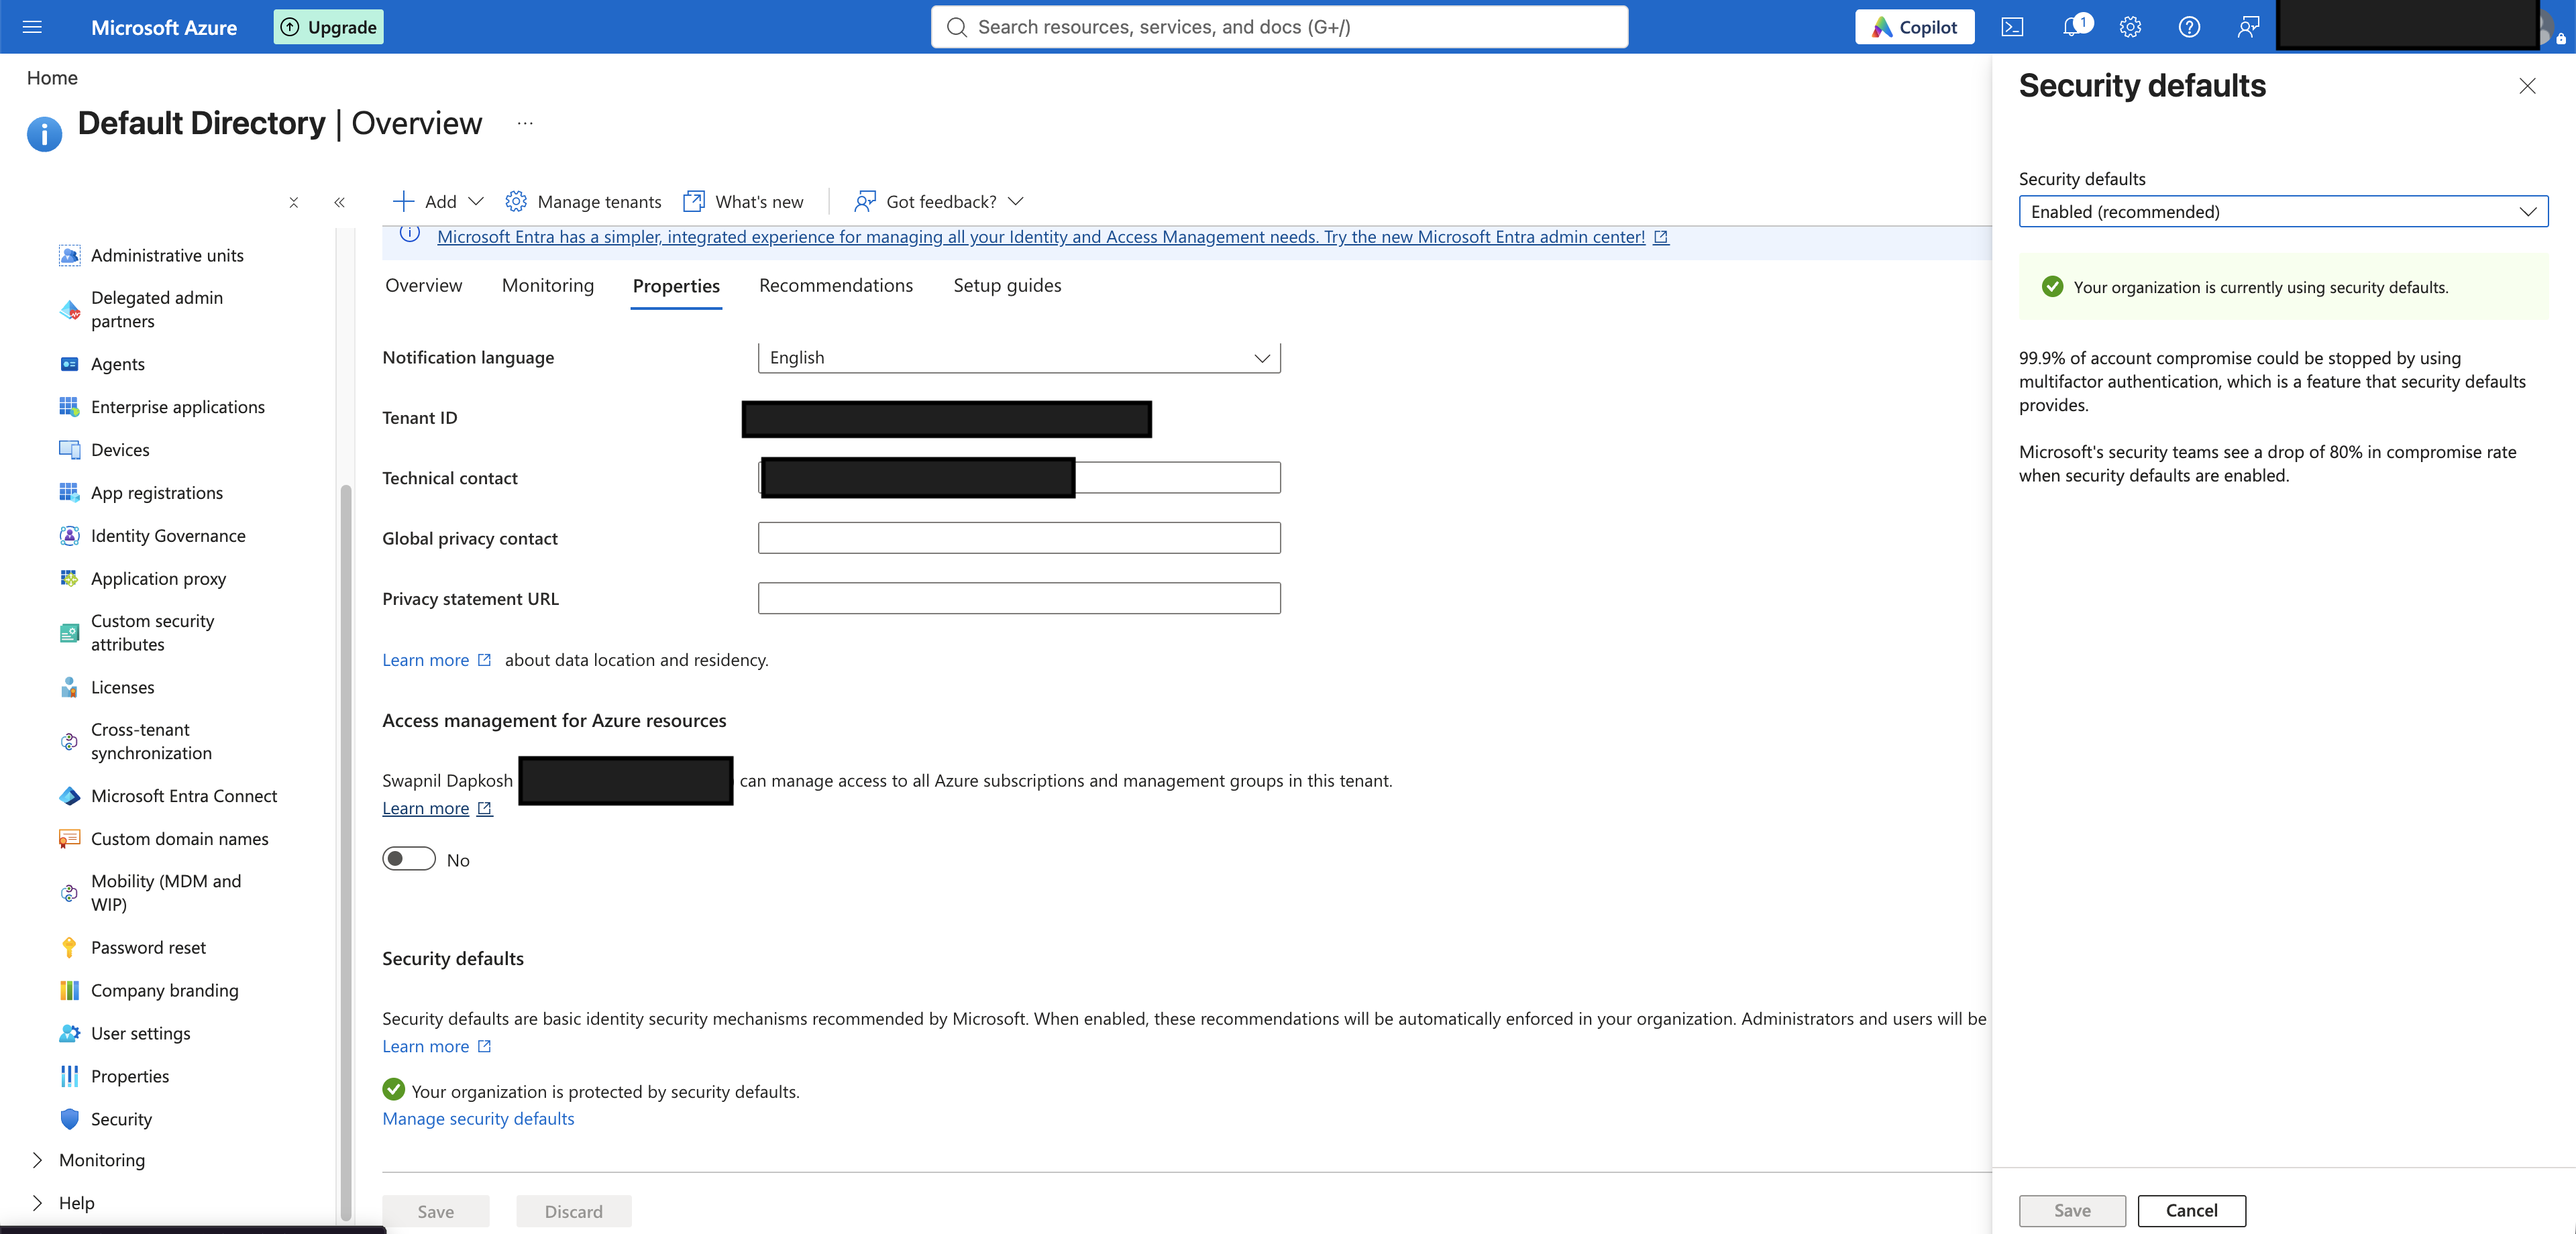 Microsoft Azure
Upgrade
Search resources, services, and docs (G+/)
Copilot
1
Home
Default Directory | Overview
...
Add
Manage tenants
What's new
Got feedback?
Microsoft Entra has a simpler, integrated experience for managing all your Identity and Access Management needs. Try the new Microsoft Entra admin center!
Administrative units
Delegated admin
partners
Agents
Enterprise applications
Devices
App registrations
Identity Governance
Application proxy
Custom security
attributes
Licenses
Cross-tenant
synchronization
Microsoft Entra Connect
Custom domain names
Mobility (MDM and
WIP)
Password reset
Company branding
User settings
Properties
Security
Monitoring
Help
Overview
Monitoring
Properties
Recommendations
Setup guides
Notification language
English
Tenant ID
Technical contact
Global privacy contact
Privacy statement URL
Learn more about data location and residency.
Access management for Azure resources
Swapnil Dapkosh can manage access to all Azure subscriptions and management groups in this tenant.
Learn more
No
Security defaults
Security defaults are basic identity security mechanisms recommended by Microsoft. When enabled, these recommendations will be automatically enforced in your organization. Administrators and users will be
Learn more
Your organization is protected by security defaults.
Manage security defaults
Save
Discard
Security defaults
Security defaults
Enabled (recommended)
Your organization is currently using security defaults.
99.9% of account compromise could be stopped by using
multifactor authentication, which is a feature that security defaults
provides.
Microsoft's security teams see a drop of 80% in compromise rate
when security defaults are enabled.
Save
Cancel